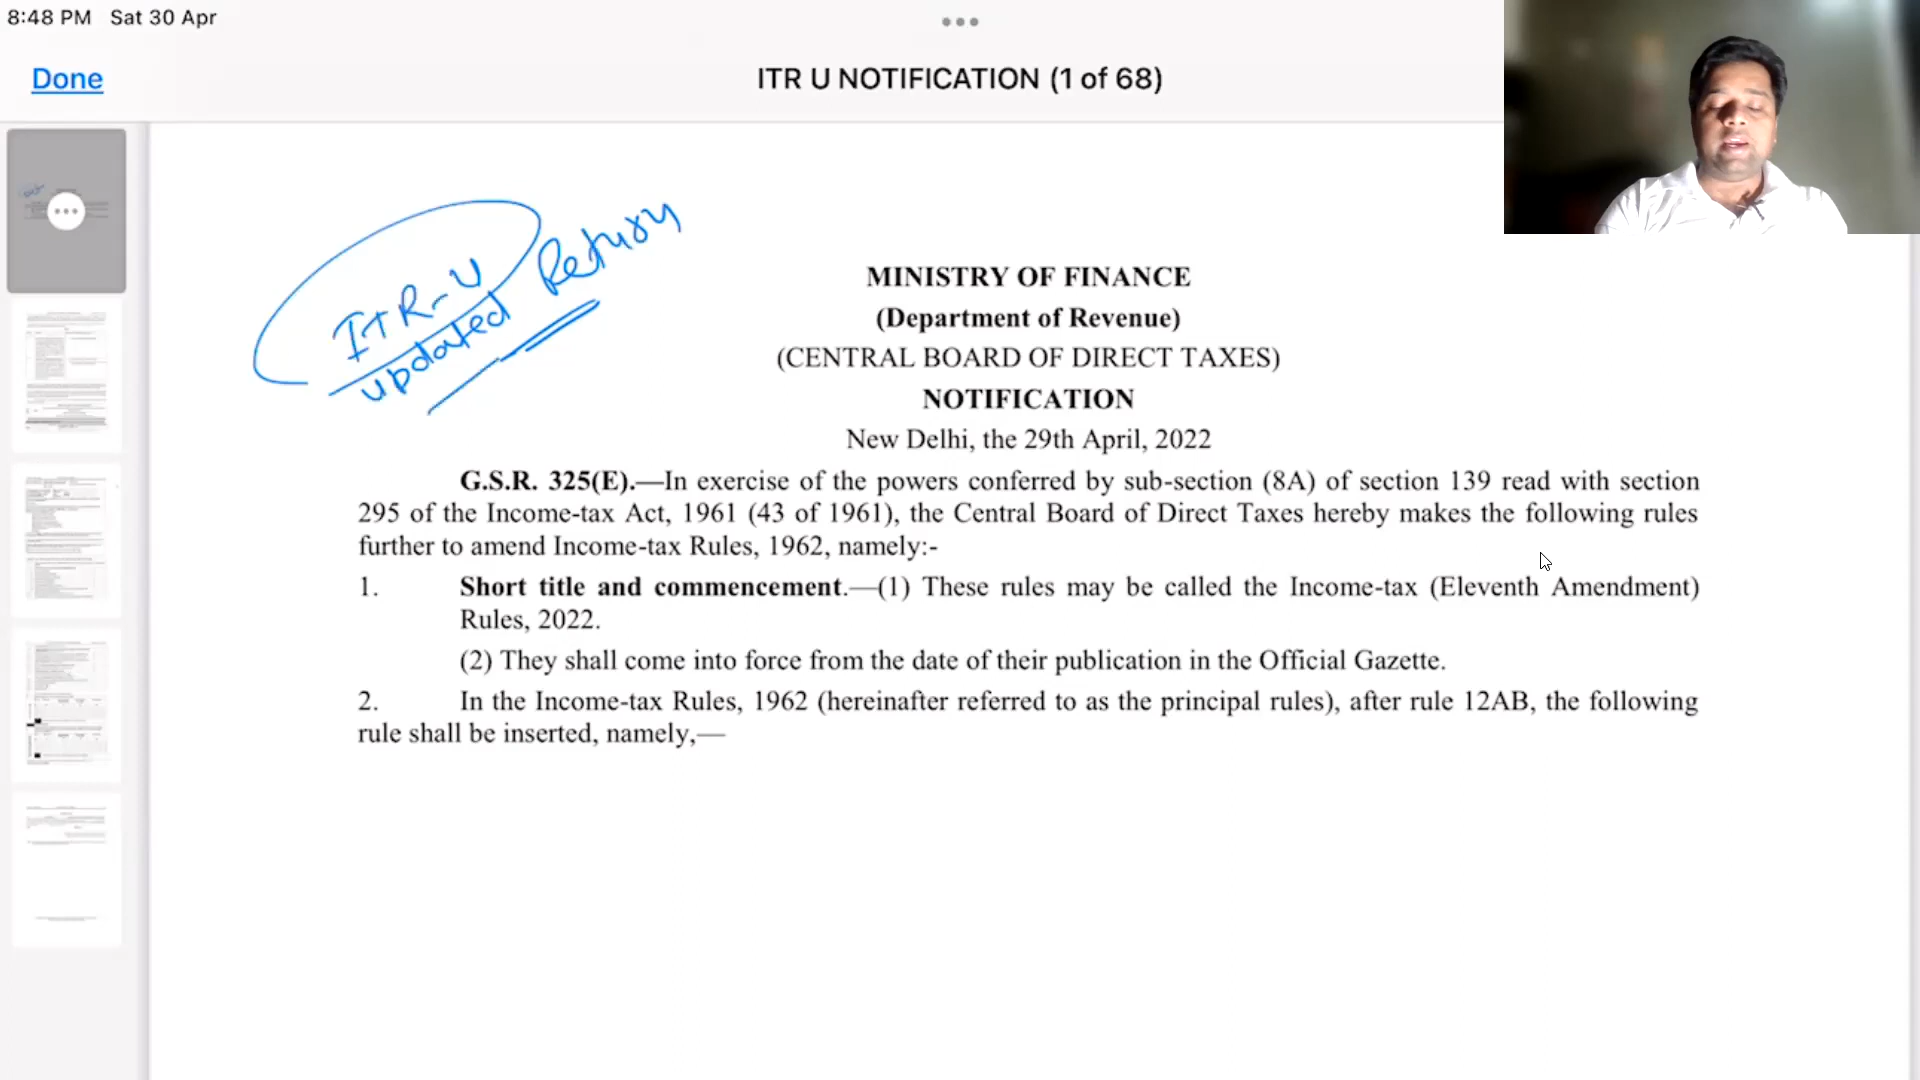 8:48 PM Sat 30 Apr
Done
ITR U NOTIFICATION (1 of 68)
ITR-U
updated Return
MINISTRY OF FINANCE
(Department of Revenue)
(CENTRAL BOARD OF DIRECT TAXES)
NOTIFICATION
New Delhi, the 29th April, 2022
G.S.R. 325(E).—In exercise of the powers conferred by sub-section (8A) of section 139 read with section
295 of the Income-tax Act, 1961 (43 of 1961), the Central Board of Direct Taxes hereby makes the following rules
further to amend Income-tax Rules, 1962, namely:-
1. Short title and commencement.—(1) These rules may be called the Income-tax (Eleventh Amendment)
Rules, 2022.
(2) They shall come into force from the date of their publication in the Official Gazette.
2. In the Income-tax Rules, 1962 (hereinafter referred to as the principal rules), after rule 12AB, the following
rule shall be inserted, namely,—